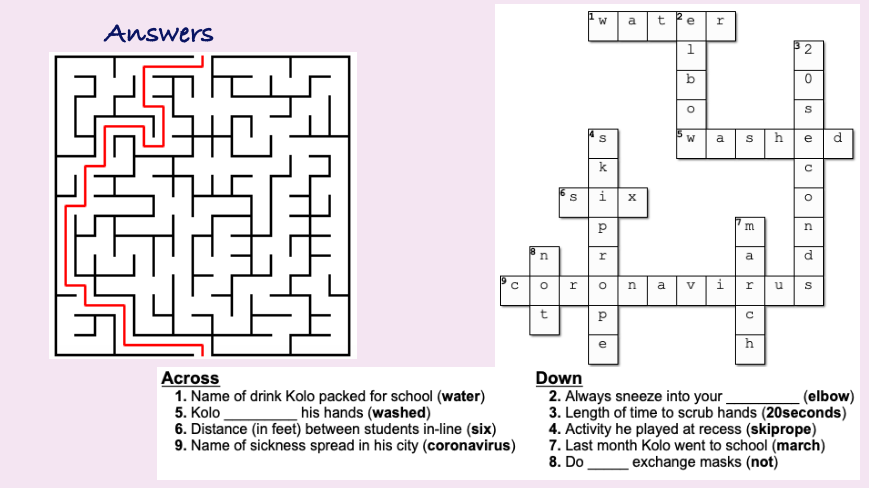 Answers
1 w a t 2 e r
l 3 2
b 0
o s
4 s 5 w a s h e d
k c
6 s i x o
p 7 m n
8 n r a d
9 c o r o n a v i r u s
t p c
e h
Across
1. Name of drink Kolo packed for school (water)
5. Kolo _________ his hands (washed)
6. Distance (in feet) between students in-line (six)
9. Name of sickness spread in his city (coronavirus)
Down
2. Always sneeze into your _________ (elbow)
3. Length of time to scrub hands (20seconds)
4. Activity he played at recess (skiprope)
7. Last month Kolo went to school (march)
8. Do _____ exchange masks (not)